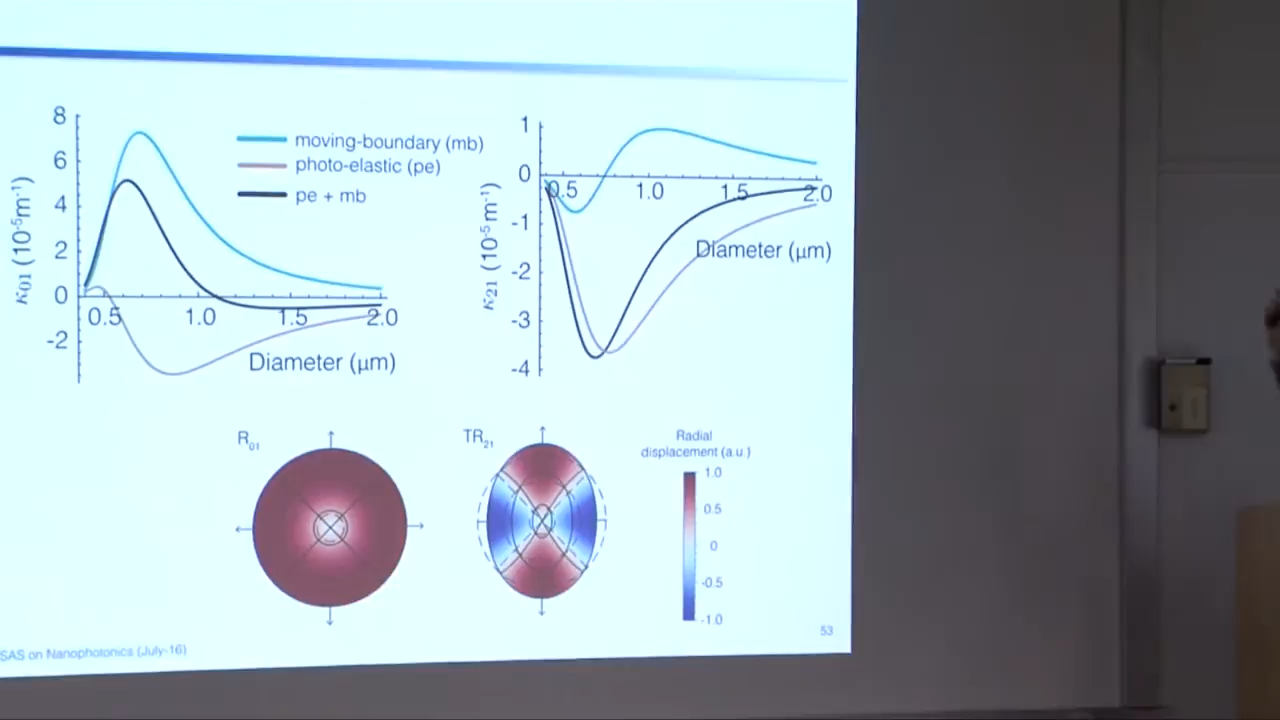 8
6
4
2
0
-2
κ₀₁ (10⁻⁵m⁻¹)
0.5
1.0
1.5
2.0
Diameter (μm)
moving-boundary (mb)
photo-elastic (pe)
pe + mb
1
0
-1
-2
-3
-4
κ₂₁ (10⁻⁵m⁻¹)
0.5
1.0
1.5
2.0
Diameter (μm)
R₀₁
TR₂₁
Radial
displacement (a.u.)
1.0
0.5
0
-0.5
-1.0
53
SAS on Nanophotonics (July-16)